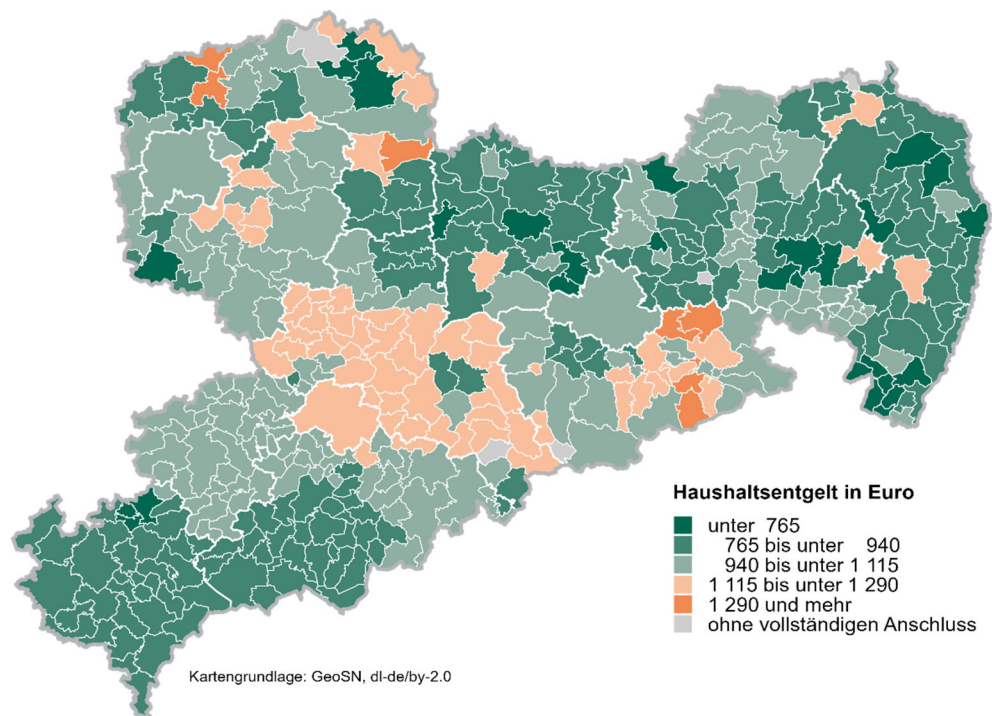 Haushaltsentgelt in Euro
unter 765
765 bis unter 940
940 bis unter 1 115
1 115 bis unter 1 290
1 290 und mehr
ohne vollständigen Anschluss
Kartengrundlage: GeoSN, dl-de/by-2.0